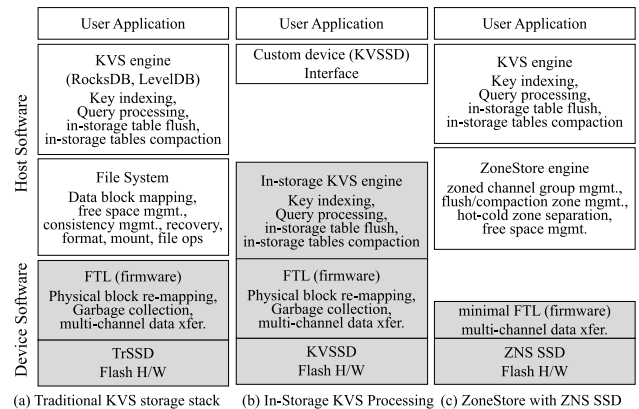 Host Software
Device Software
User Application
KVS engine
(RocksDB, LevelDB)
Key indexing,
Query processing,
in-storage table flush,
in-storage tables compaction
File System
Data block mapping,
free space mgmt.,
consistency mgmt., recovery,
format, mount, file ops
FTL (firmware)
Physical block re-mapping,
Garbage collection,
multi-channel data xfer.
TrSSD
Flash H/W
(a) Traditional KVS storage stack
User Application
Custom device (KVSSD)
Interface
In-storage KVS engine
Key indexing,
Query processing,
in-storage table flush,
in-storage tables compaction
FTL (firmware)
Physical block re-mapping,
Garbage collection,
multi-channel data xfer.
KVSSD
Flash H/W
(b) In-Storage KVS Processing
User Application
KVS engine
Key indexing,
Query processing,
in-storage table flush,
in-storage tables compaction
ZoneStore engine
zoned channel group mgmt.,
flush/compaction zone mgmt.,
hot-cold zone separation,
free space mgmt.
minimal FTL (firmware)
multi-channel data xfer.
ZNS SSD
Flash H/W
(c) ZoneStore with ZNS SSD